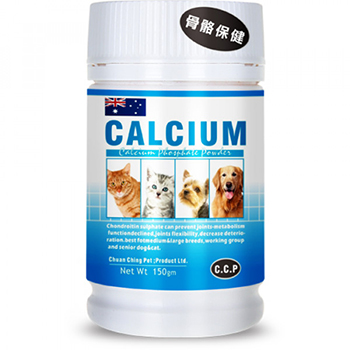 骨骼保健
CALCIUM
Calcium Phosphate Powder
Chondroitin sulphate can prevent joints metabolism
functiondeclined, joints flexibility, decrease deterio-
ration. best for medium&large breeds, working group
and senior dog&cat.
Chuan Ching Pet ;Product Ltd.
Net Wt. 150gm
C.C.P